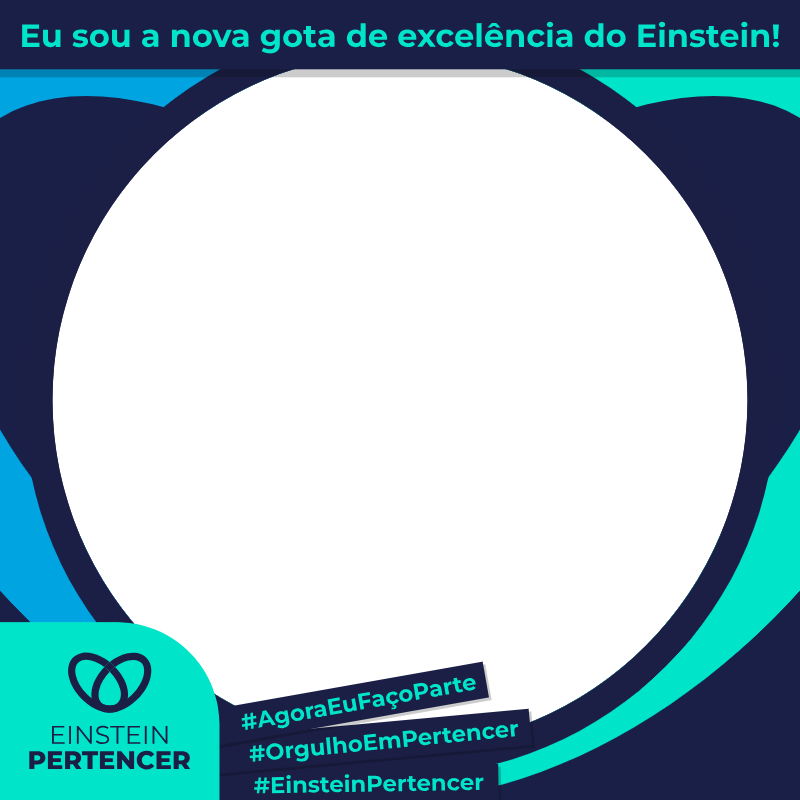 Eu sou a nova gota de excelência do Einstein!
#AgoraEuFaçoParte
#OrgulhoEmPertencer
#EinsteinPertencer
EINSTEIN
PERTENCER